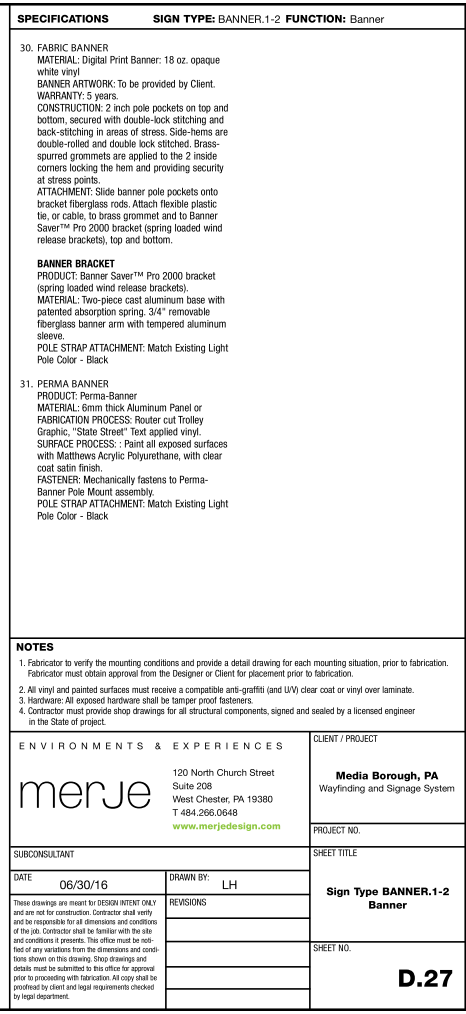 SPECIFICATIONS SIGN TYPE: BANNER.1-2 FUNCTION: Banner
30. FABRIC BANNER
MATERIAL: Digital Print Banner: 18 oz. opaque
white vinyl
BANNER ARTWORK: To be provided by Client.
WARRANTY: 5 years.
CONSTRUCTION: 2 inch pole pockets on top and
bottom, secured with double-lock stitching and
back-stitching in areas of stress. Side-hems are
double-rolled and double lock stitched. Brass-
spurred grommets are applied to the 2 inside
corners locking the hem and providing security
at stress points.
ATTACHMENT: Slide banner pole pockets onto
bracket fiberglass rods. Attach flexible plastic
tie, or cable, to brass grommet and to Banner
Saver™ Pro 2000 bracket (spring loaded wind
release brackets), top and bottom.
BANNER BRACKET
PRODUCT: Banner Saver™ Pro 2000 bracket
(spring loaded wind release brackets).
MATERIAL: Two-piece cast aluminum base with
patented absorption spring. 3/4" removable
fiberglass banner arm with tempered aluminum
sleeve.
POLE STRAP ATTACHMENT: Match Existing Light
Pole Color - Black
31. PERMA BANNER
PRODUCT: Perma-Banner
MATERIAL: 6mm thick Aluminum Panel or
FABRICATION PROCESS: Router cut Trolley
Graphic, "State Street" Text applied vinyl.
SURFACE PROCESS: : Paint all exposed surfaces
with Matthews Acrylic Polyurethane, with clear
coat satin finish.
FASTENER: Mechanically fastens to Perma-
Banner Pole Mount assembly.
POLE STRAP ATTACHMENT: Match Existing Light
Pole Color - Black
NOTES
1. Fabricator to verify the mounting conditions and provide a detail drawing for each mounting situation, prior to fabrication.
Fabricator must obtain approval from the Designer or Client for placement prior to fabrication.
2. All vinyl and painted surfaces must receive a compatible anti-graffiti (and U/V) clear coat or vinyl over laminate.
3. Hardware: All exposed hardware shall be tamper proof fasteners.
4. Contractor must provide shop drawings for all structural components, signed and sealed by a licensed engineer
in the State of project.
ENVIRONMENTS & EXPERIENCES
merje
120 North Church Street
Suite 208
West Chester, PA 19380
T 484.266.0648
www.merjedesign.com
CLIENT / PROJECT
Media Borough, PA
Wayfinding and Signage System
PROJECT NO.
SUBCONSULTANT
SHEET TITLE
Sign Type BANNER.1-2
Banner
DATE
06/30/16
DRAWN BY:
LH
These drawings are meant for DESIGN INTENT ONLY
and are not for construction. Contractor shall verify
and be responsible for all dimensions and conditions
of the job. Contractor shall be familiar with the site
and conditions it presents. This office must be noti-
fied of any variations from the dimensions and condi-
tions shown on this drawing. Shop drawings and
details must be submitted to this office for approval
prior to proceeding with fabrication. All copy shall be
proofread by client and legal requirements checked
by legal department.
REVISIONS
SHEET NO.
D.27